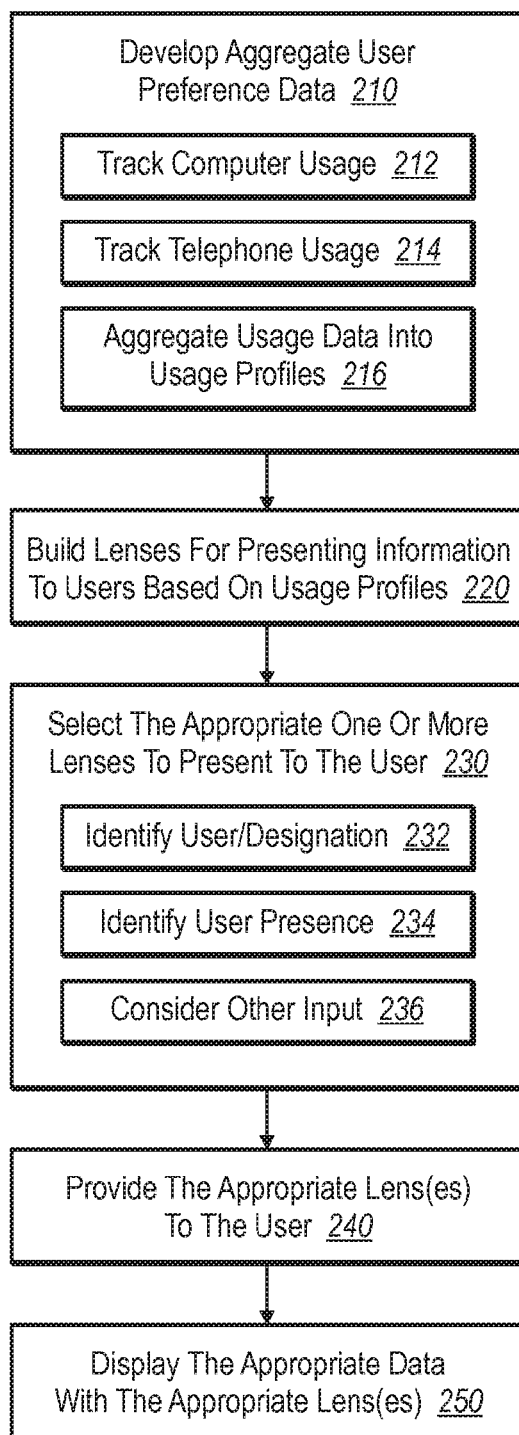 Develop Aggregate User
Preference Data 210
Track Computer Usage 212
Track Telephone Usage 214
Aggregate Usage Data Into
Usage Profiles 216
Build Lenses For Presenting Information
To Users Based On Usage Profiles 220
Select The Appropriate One Or More
Lenses To Present To The User 230
Identify User/Designation 232
Identify User Presence 234
Consider Other Input 236
Provide The Appropriate Lens(es)
To The User 240
Display The Appropriate Data
With The Appropriate Lens(es) 250